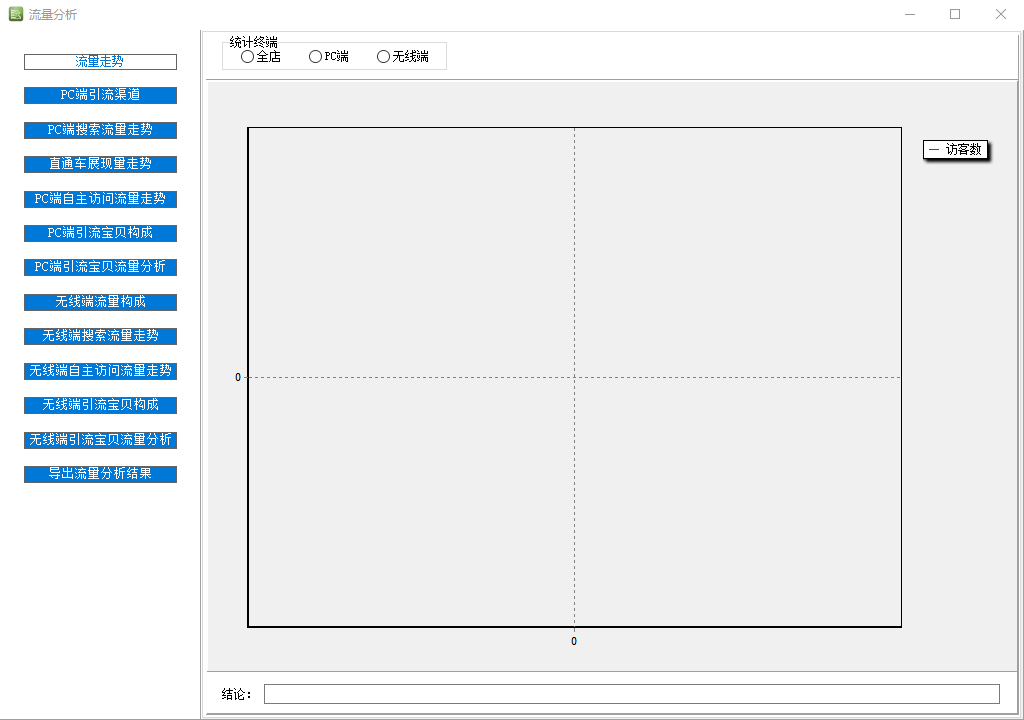 流量分析
流量走势
PC端引流渠道
PC端搜索流量走势
直通车展现量走势
PC端自主访问流量走势
PC端引流宝贝构成
PC端引流宝贝流量分析
无线端流量构成
无线端搜索流量走势
无线端自主访问流量走势
无线端引流宝贝构成
无线端引流宝贝流量分析
导出流量分析结果
统计终端
全店 PC端 无线端
访客数
0
0
结论：